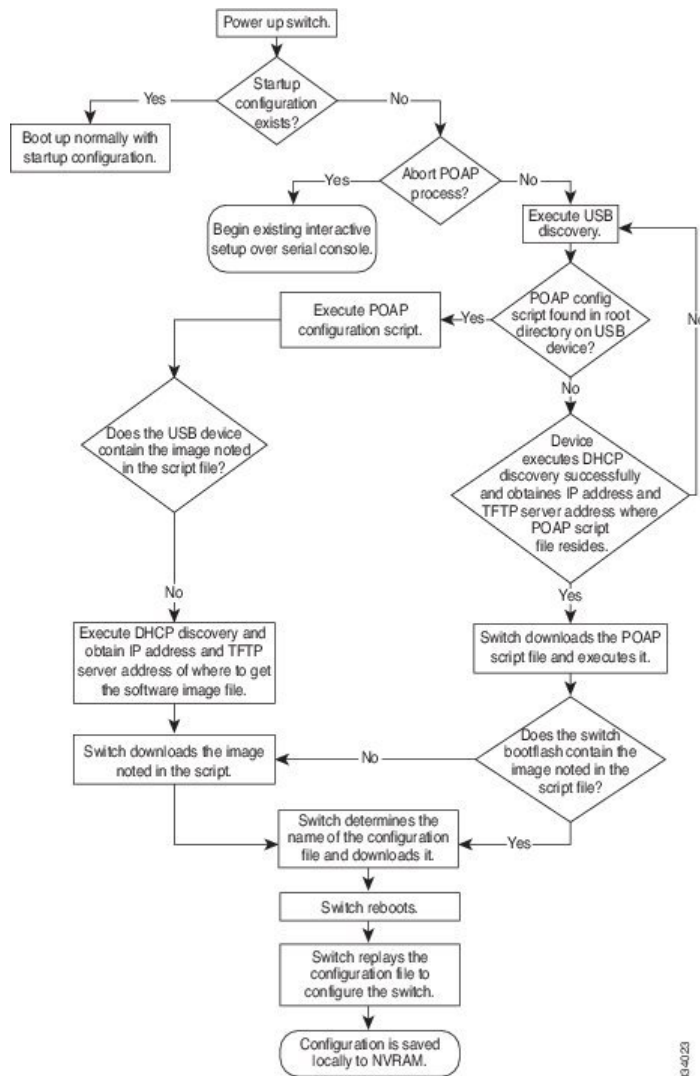 Power up switch.
Startup
configuration
exists?
Yes
No
Boot up normally with
startup configuration.
Abort POAP
process?
Yes
No
Begin existing interactive
setup over serial console.
Execute USB
discovery.
POAP config
script found in root
directory on USB
device?
Yes
Execute POAP
configuration script.
No
Does the USB device
contain the image noted
in the script file?
Device
executes DHCP
discovery successfully
and obtaines IP address and
TFTP server address where
POAP script
file resides.
No
Yes
Execute DHCP discovery and
obtain IP address and TFTP
server address of where to get
the software image file.
Switch downloads the POAP
script file and executes it.
Does the switch
bootflash contain the
image noted in the
script file?
No
Switch downloads the image
noted in the script.
Yes
Switch determines the
name of the configuration
file and downloads it.
Switch reboots.
Switch replays the
configuration file to
configure the switch.
Configuration is saved
locally to NVRAM.